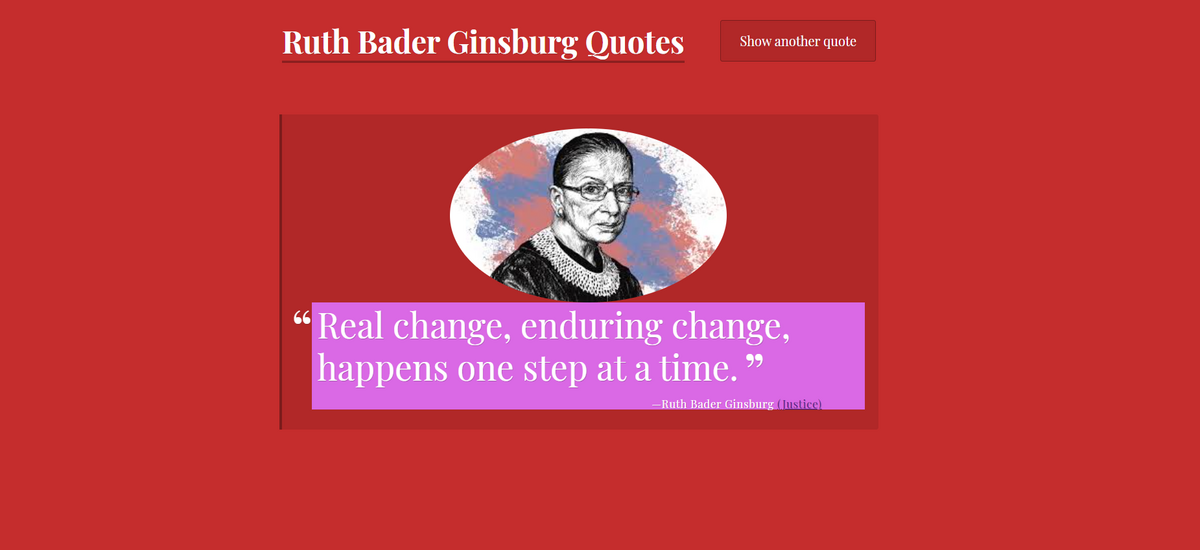 Ruth Bader Ginsburg Quotes
Show another quote
“Real change, enduring change,
happens one step at a time.”
—Ruth Bader Ginsburg (Justice)